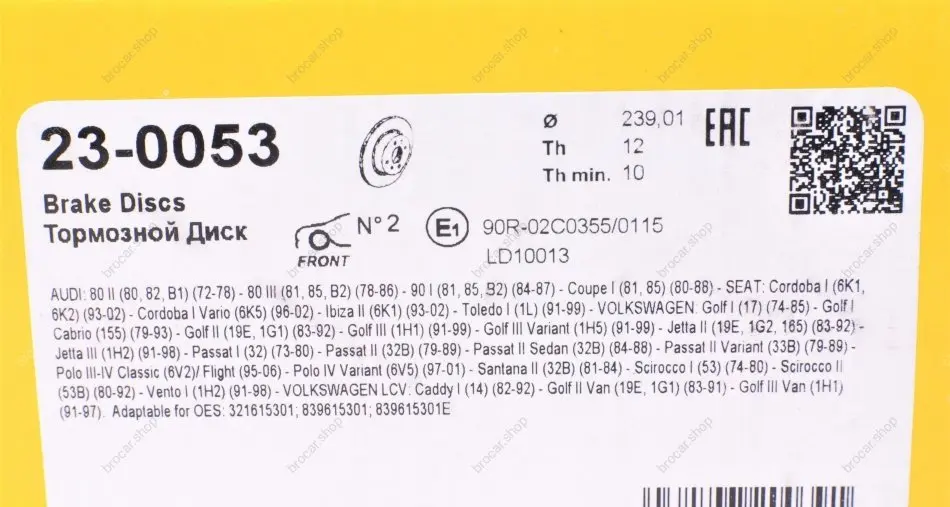 23-0053
Brake Discs
Тормозной Диск
FRONT
N° 2
ø 239,01
Th 12
Th min. 10
EAC
E1 90R-02C0355/0115
LD10013
AUDI: 80 II (80, 82, B1) (72-78) - 80 III (81, 85, B2) (78-86) - 90 I (81, 85, B2) (84-87) - Coupe I (81, 85) (80-88) - SEAT: Cordoba I (6K1,
6K2) (93-02) - Cordoba I Vario (6K5) (96-02) - Ibiza II (6K1) (93-02) - Toledo I (1L) (91-99) - VOLKSWAGEN: Golf I (17) (74-85) - Golf I
Cabrio (155) (79-93) - Golf II (19E, 1G1) (83-92) - Golf III (1H1) (91-99) - Golf III Variant (1H5) (91-99) - Jetta II (19E, 1G2, 165) (83-92) -
Jetta III (1H2) (91-98) - Passat I (32) (73-80) - Passat II (32B) (79-89) - Passat II Sedan (32B) (84-88) - Passat II Variant (33B) (79-89) -
Polo III-IV Classic (6V2)/ Flight (95-06) - Polo IV Variant (6V5) (97-01) - Santana II (32B) (81-84) - Scirocco I (53) (74-80) - Scirocco II
(53B) (80-92) - Vento I (1H2) (91-98) - VOLKSWAGEN LCV: Caddy I (14) (82-92) - Golf II Van (19E, 1G1) (83-91) - Golf III Van (1H1)
(91-97). Adaptable for OES: 321615301; 839615301; 839615301E
brocar.shop